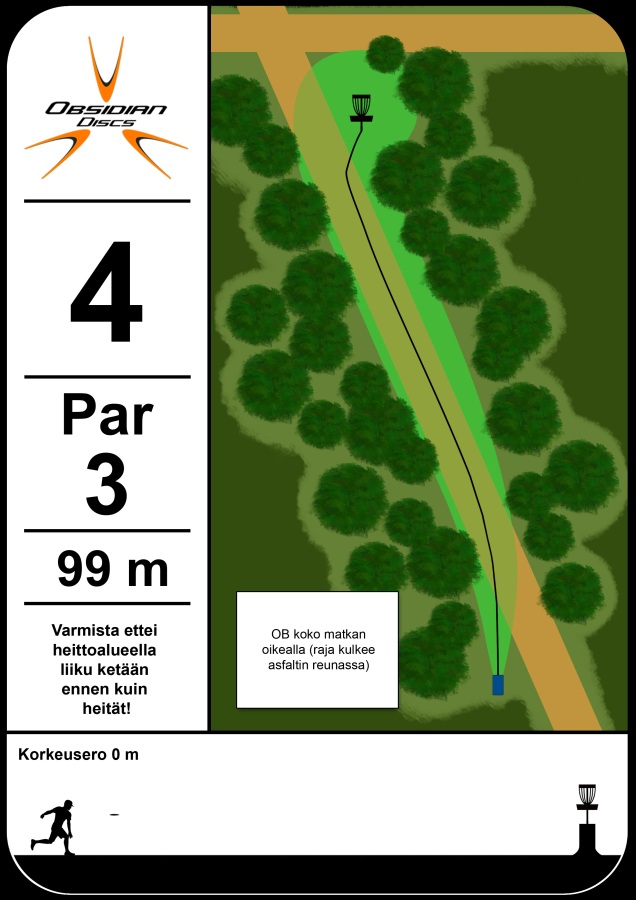 OBSIDIAN
DISCS
4
Par
3
99 m
Varmista ettei
heittoalueella
liiku ketään
ennen kuin
heität!
OB koko matkan
oikealla (raja kulkee
asfaltin reunassa)
Korkeusero 0 m